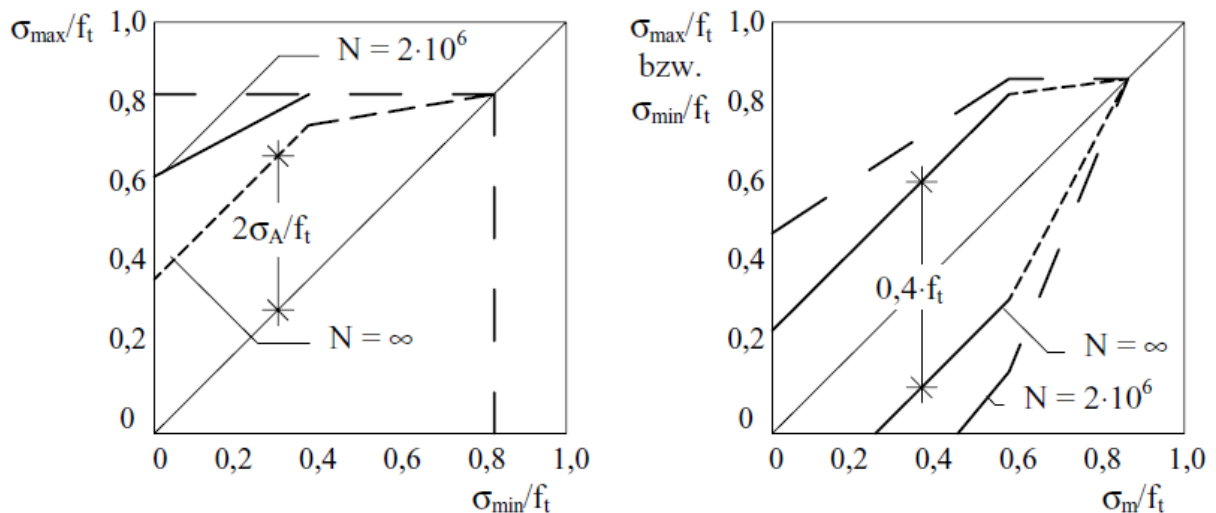 σmax/ft
1,0
0,8
0,6
0,4
0,2
0
N = 2·10⁶
2σA/ft
N = ∞
0
0,2
0,4
0,6
0,8
1,0
σmin/ft
σmax/ft
bzw.
σmin/ft
1,0
0,8
0,6
0,4
0,2
0
0,4·ft
N = ∞
N = 2·10⁶
0
0,2
0,4
0,6
0,8
1,0
σm/ft